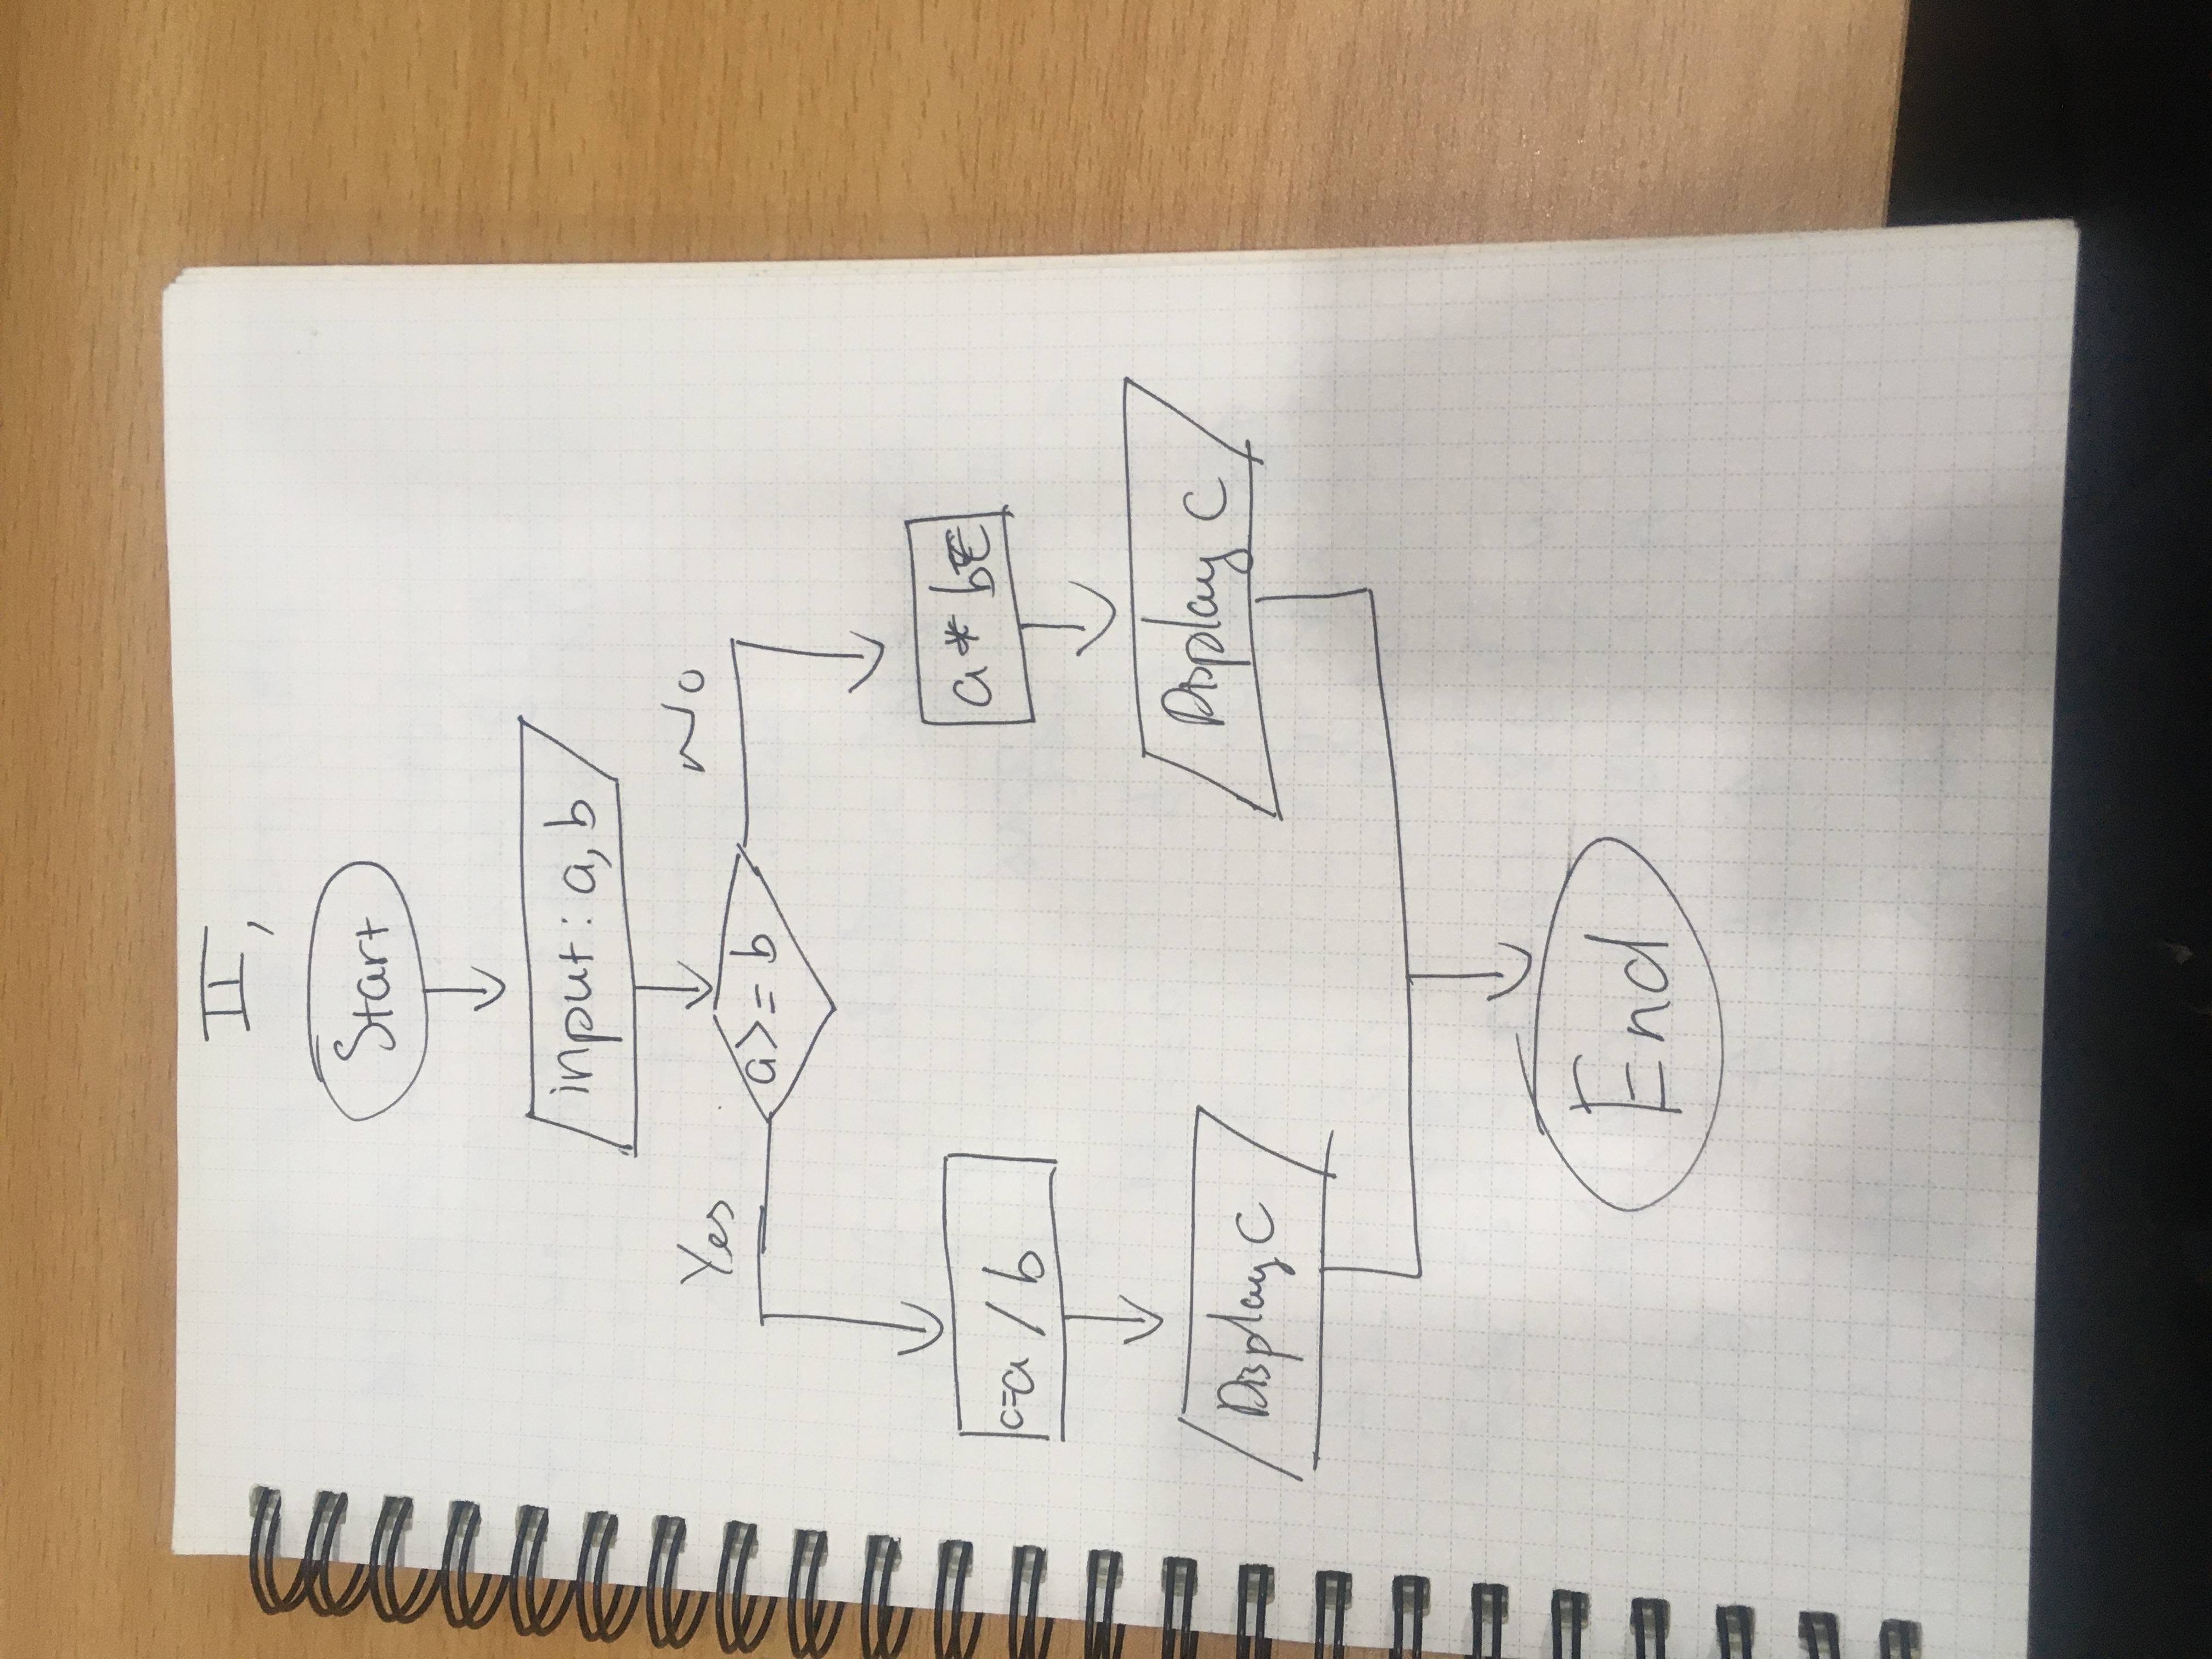 II,
Start
input: a, b
Yes
No
a>= b
c=a / b
a * b
Display C
Display C
End